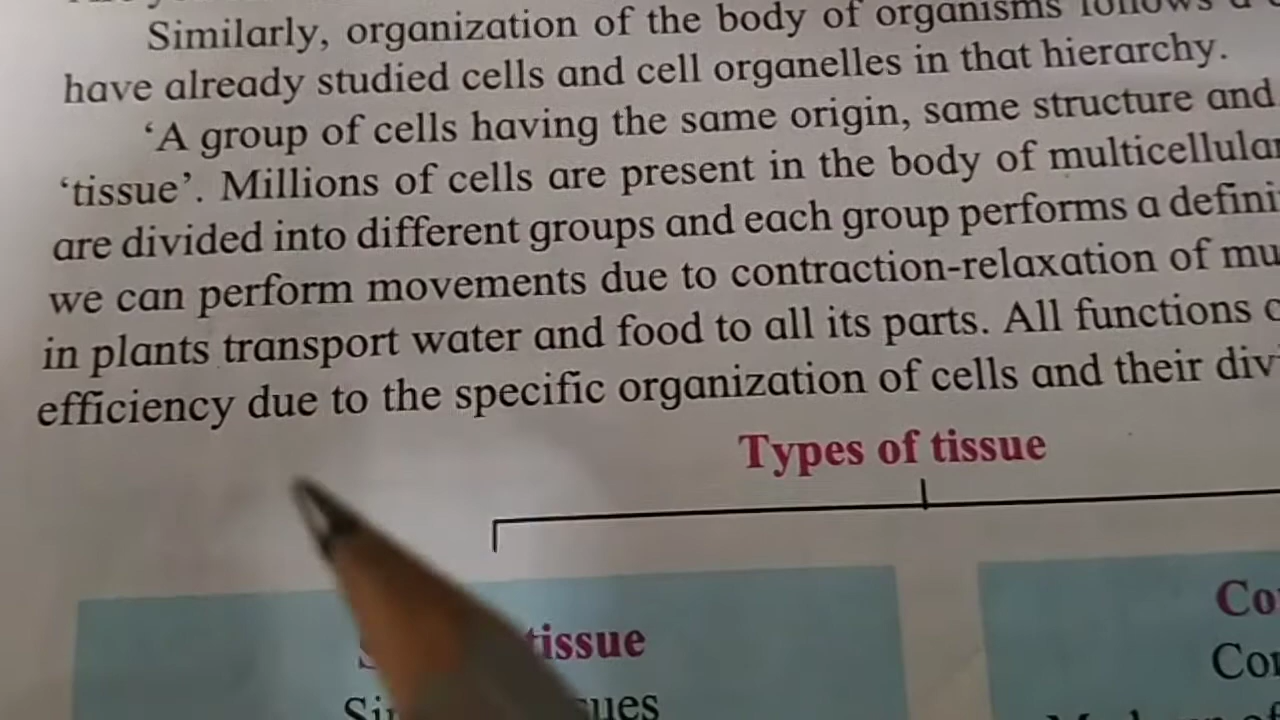 Similarly, organization of the body of organisms follows a
have already studied cells and cell organelles in that hierarchy.
‘A group of cells having the same origin, same structure and
‘tissue’. Millions of cells are present in the body of multicellular
are divided into different groups and each group performs a defini
we can perform movements due to contraction-relaxation of mu
in plants transport water and food to all its parts. All functions
efficiency due to the specific organization of cells and their div
Types of tissue
tissue
Co
Con